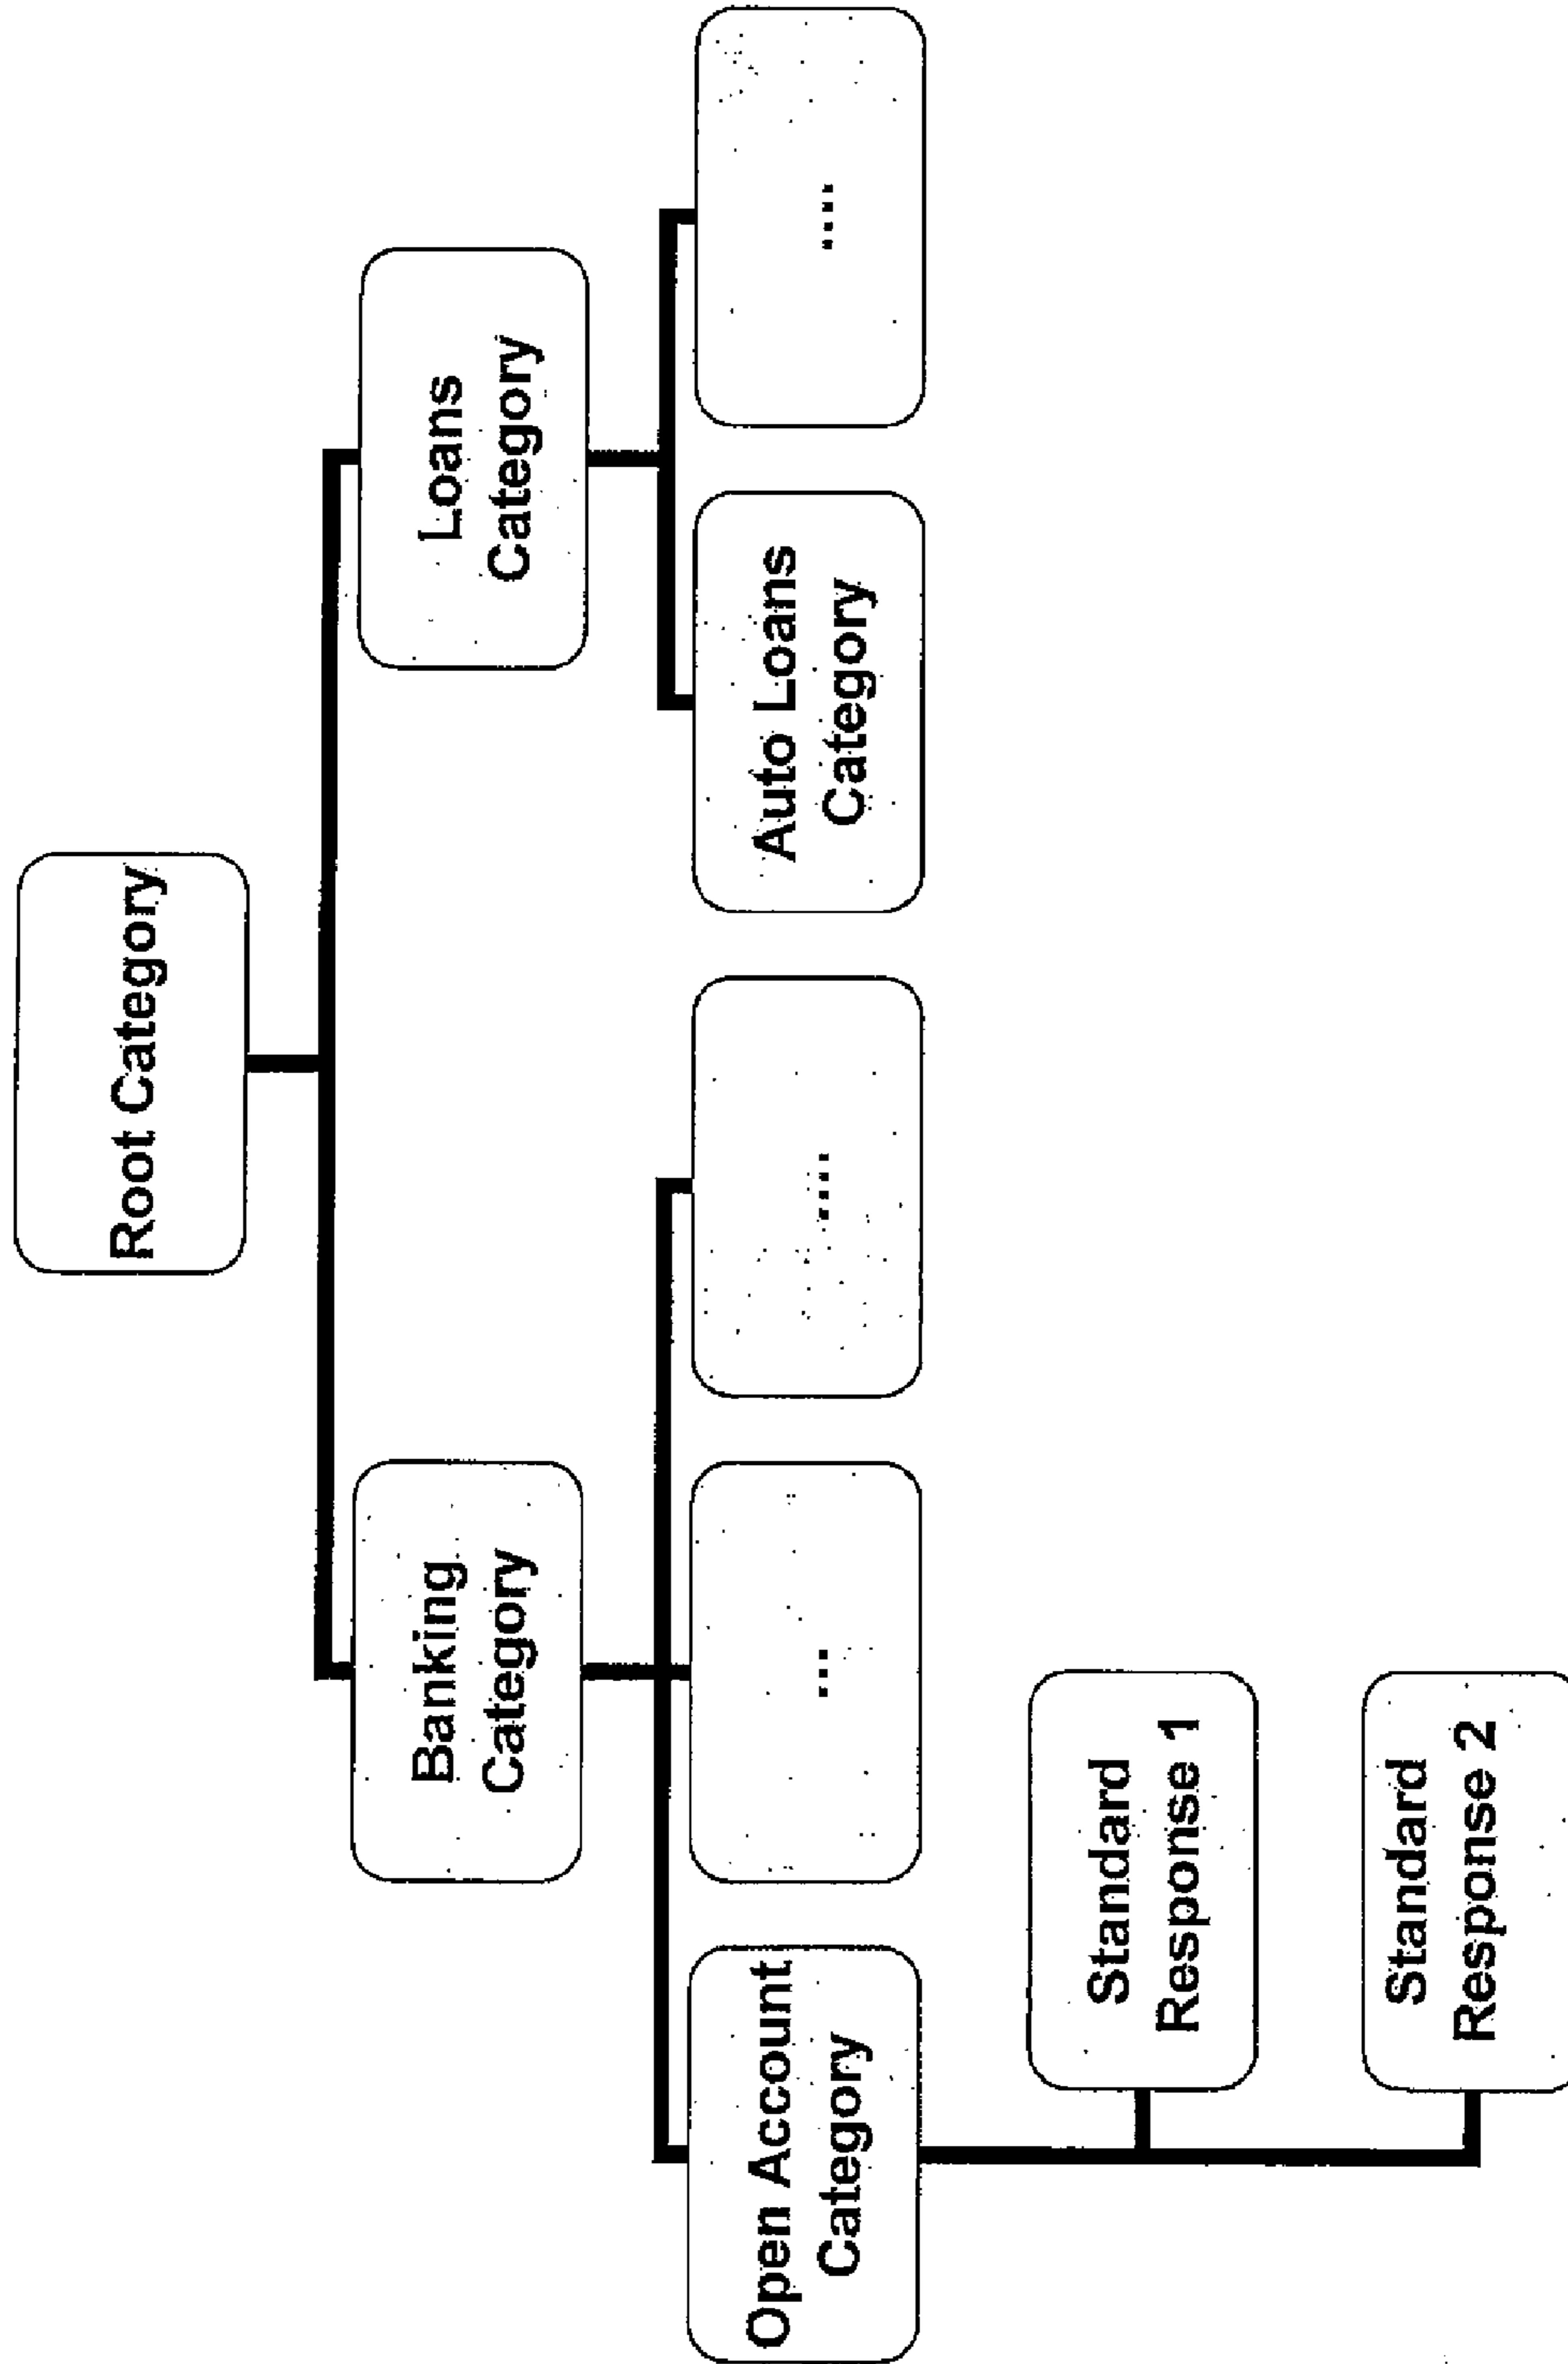 Root Category
Banking
Category
Loans
Category
Open Account
Category
...
....
Auto Loans
Category
....
Standard
Response 1
Standard
Response 2